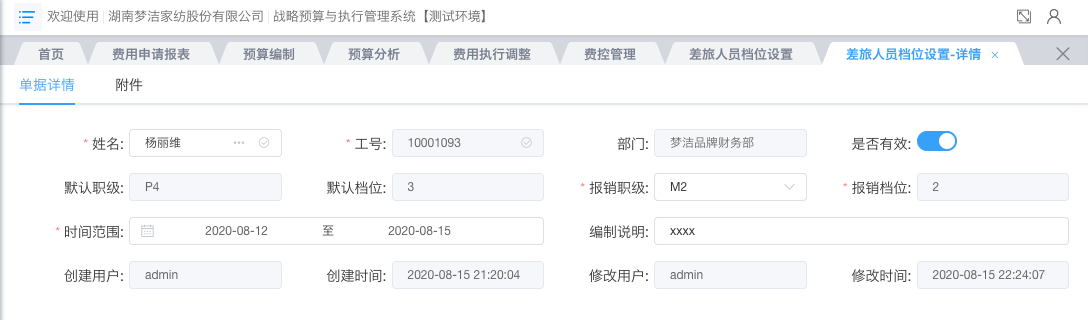 欢迎使用 | 湖南梦洁家纺股份有限公司 | 战略预算与执行管理系统【测试环境】
首页 费用申请报表 预算编制 预算分析 费用执行调整 费控管理 差旅人员档位设置 差旅人员档位设置-详情 ×
单据详情 附件
* 姓名: 杨丽维 ••• * 工号: 10001093 部门: 梦洁品牌财务部 是否有效:
默认职级: P4 默认档位: 3 * 报销职级: M2 * 报销档位: 2
* 时间范围: 2020-08-12 至 2020-08-15 编制说明: xxxx
创建用户: admin 创建时间: 2020-08-15 21:20:04 修改用户: admin 修改时间: 2020-08-15 22:24:07